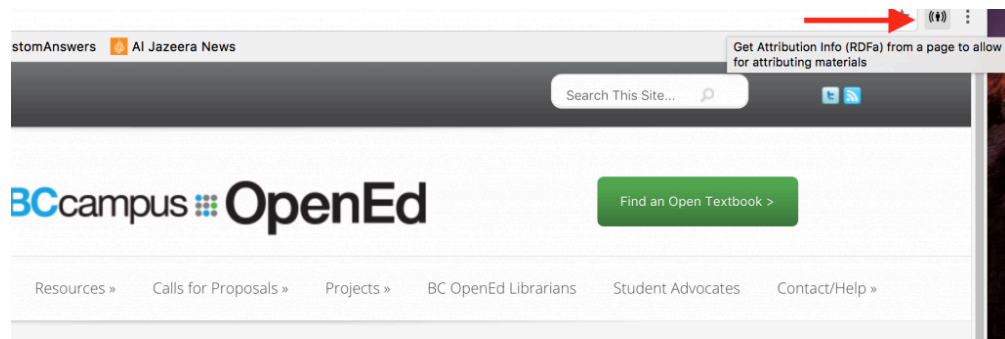 stomAnswers Al Jazeera News
Get Attribution Info (RDFa) from a page to allow
for attributing materials
Search This Site...
BCcampus OpenEd
Find an Open Textbook >
Resources » Calls for Proposals » Projects » BC OpenEd Librarians Student Advocates Contact/Help »